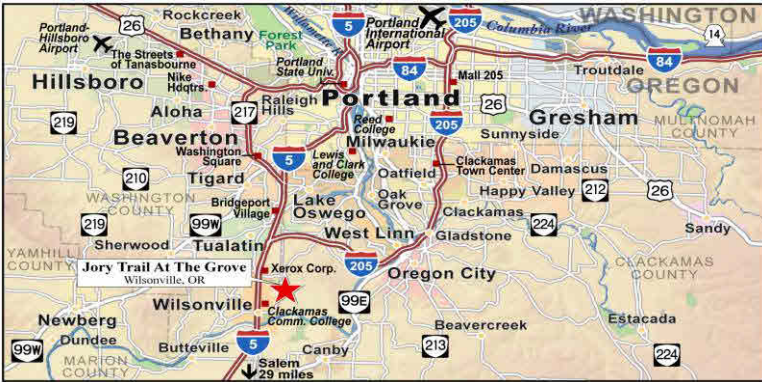 26
Rockcreek
Bethany
Forest
Park
Willamette
5
Portland
International
Airport
205
Columbia River
WASHINGTON
14
Portland-
Hillsboro
Airport
The Streets
of Tanasbourne
Portland
State Univ.
84
Mall 205
Troutdale
84
OREGON
Hillsboro
Nike
Hdqtrs.
Aloha
217
Raleigh
Hills
Portland
26
Gresham
MULTNOMAH
COUNTY
219
Beaverton
Reed
College
205
Sunnyside
Milwaukie
Washington
Square
5
Lewis
and Clark
College
Clackamas
Town Center
Damascus
210
Tigard
Oatfield
Happy Valley
212
26
WASHINGTON
COUNTY
Lake
Oswego
Oak
Grove
Bridgeport
Village
Clackamas
219
99W
224
Sandy
Sherwood
Tualatin
West Linn
Gladstone
YAMHILL
COUNTY
Jory Trail At The Grove
Wilsonville, OR
Xerox Corp.
205
Oregon City
CLACKAMAS
COUNTY
Wilsonville
Clackamas
Comm. College
99E
Newberg
Dundee
Beavercreek
Estacada
99W
MARION
COUNTY
Butteville
5
Salem
29 miles
Canby
213
224